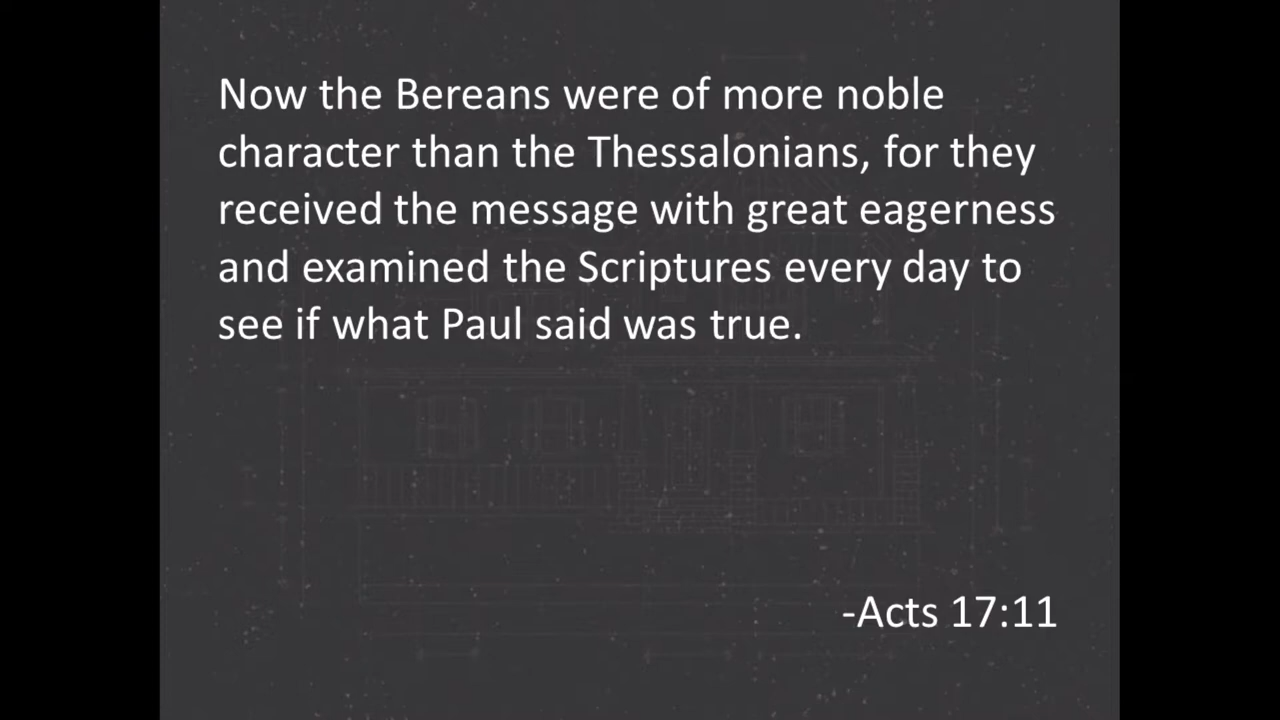 Now the Bereans were of more noble
character than the Thessalonians, for they
received the message with great eagerness
and examined the Scriptures every day to
see if what Paul said was true.
-Acts 17:11